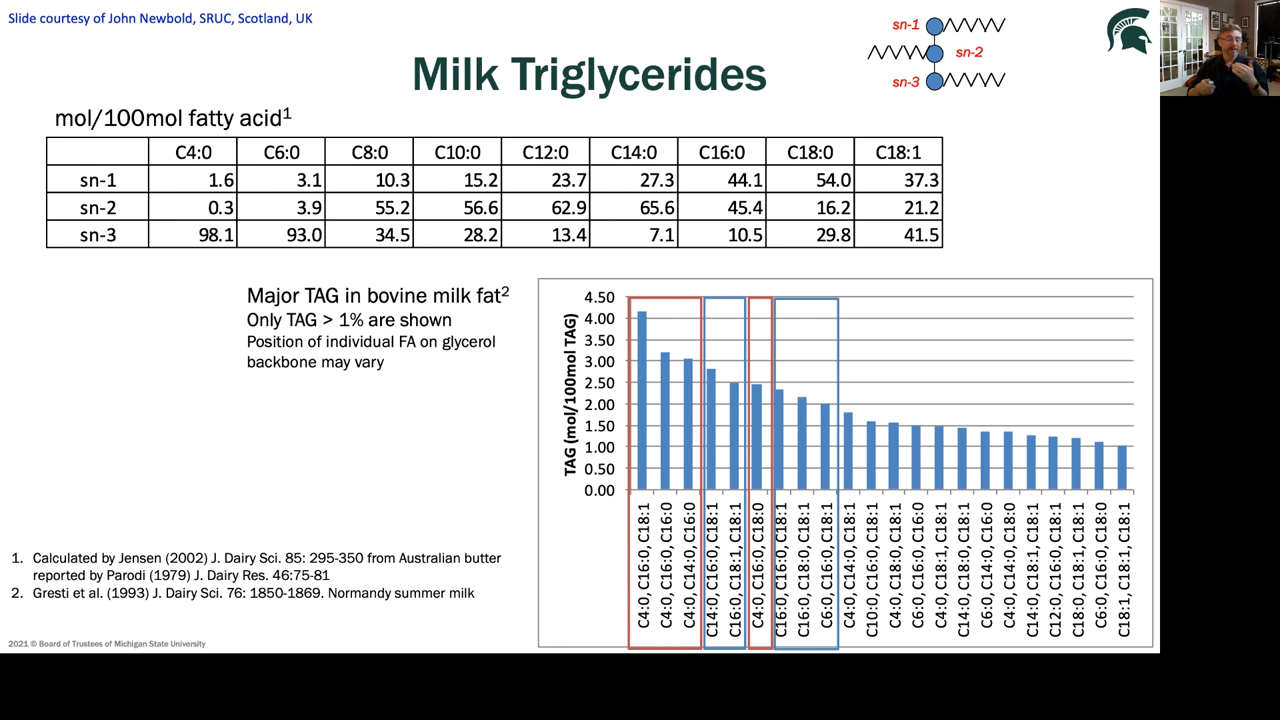 Slide courtesy of John Newbold, SRUC, Scotland, UK
sn-1
sn-2
sn-3
Milk Triglycerides
mol/100mol fatty acid1
C4:0 C6:0 C8:0 C10:0 C12:0 C14:0 C16:0 C18:0 C18:1
sn-1 1.6 3.1 10.3 15.2 23.7 27.3 44.1 54.0 37.3
sn-2 0.3 3.9 55.2 56.6 62.9 65.6 45.4 16.2 21.2
sn-3 98.1 93.0 34.5 28.2 13.4 7.1 10.5 29.8 41.5
Major TAG in bovine milk fat2
Only TAG > 1% are shown
Position of individual FA on glycerol
backbone may vary
TAG (mol/100mol TAG)
4.50
4.00
3.50
3.00
2.50
2.00
1.50
1.00
0.50
0.00
C4:0, C16:0, C18:1
C4:0, C16:0, C16:0
C4:0, C14:0, C16:0
C14:0, C16:0, C18:1
C16:0, C18:1, C18:1
C4:0, C16:0, C18:0
C16:0, C16:0, C18:1
C16:0, C18:0, C18:1
C6:0, C16:0, C18:1
C4:0, C14:0, C18:1
C10:0, C16:0, C18:1
C4:0, C18:0, C18:1
C6:0, C16:0, C16:0
C4:0, C18:1, C18:1
C14:0, C18:0, C18:1
C6:0, C14:0, C16:0
C4:0, C14:0, C18:0
C14:0, C18:1, C18:1
C12:0, C16:0, C18:1
C18:0, C18:1, C18:1
C6:0, C16:0, C18:0
C18:1, C18:1, C18:1
1. Calculated by Jensen (2002) J. Dairy Sci. 85: 295-350 from Australian butter
reported by Parodi (1979) J. Dairy Res. 46:75-81
2. Gresti et al. (1993) J. Dairy Sci. 76: 1850-1869. Normandy summer milk
2021 © Board of Trustees of Michigan State University